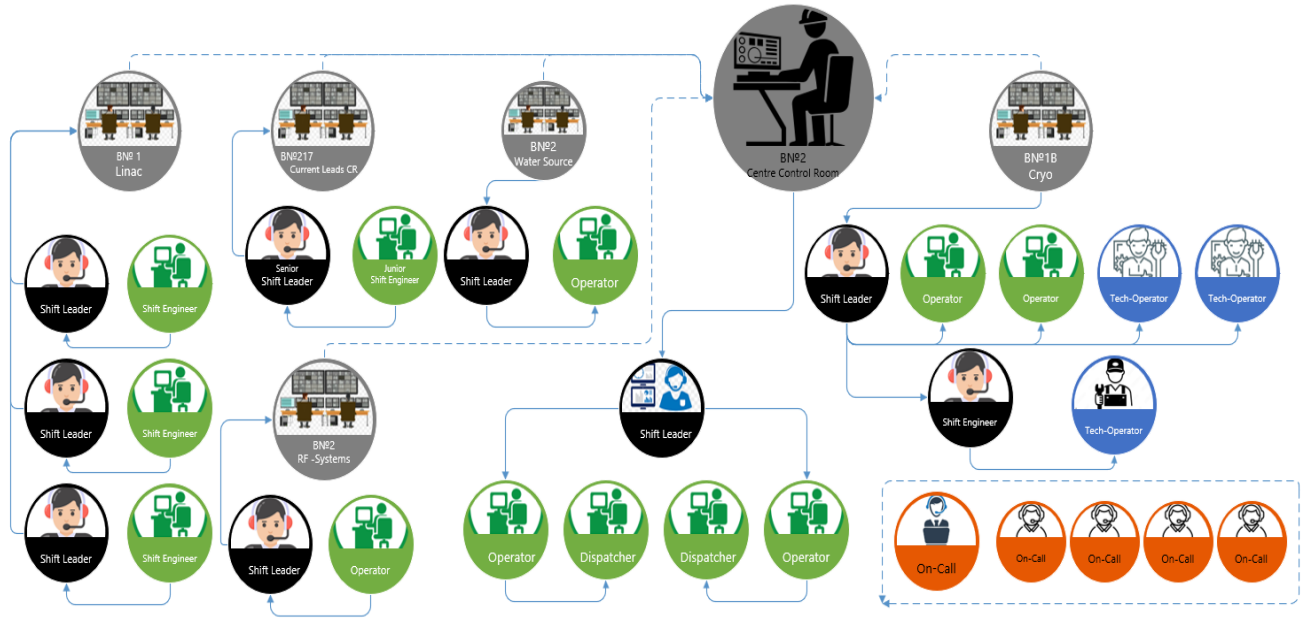 BNº 1
Linac
BNº217
Current Leads CR
BNº2
Water Source
BNº2
Centre Control Room
BNº1B
Cryo
Shift Leader
Shift Engineer
Senior
Shift Leader
Junior
Shift Engineer
Shift Leader
Operator
Shift Leader
Operator
Operator
Tech-Operator
Tech-Operator
Shift Leader
Shift Engineer
BNº2
RF -Systems
Shift Leader
Shift Engineer
Tech-Operator
Shift Leader
Shift Engineer
Shift Leader
Operator
Operator
Dispatcher
Dispatcher
Operator
On-Call
On-Call
On-Call
On-Call
On-Call